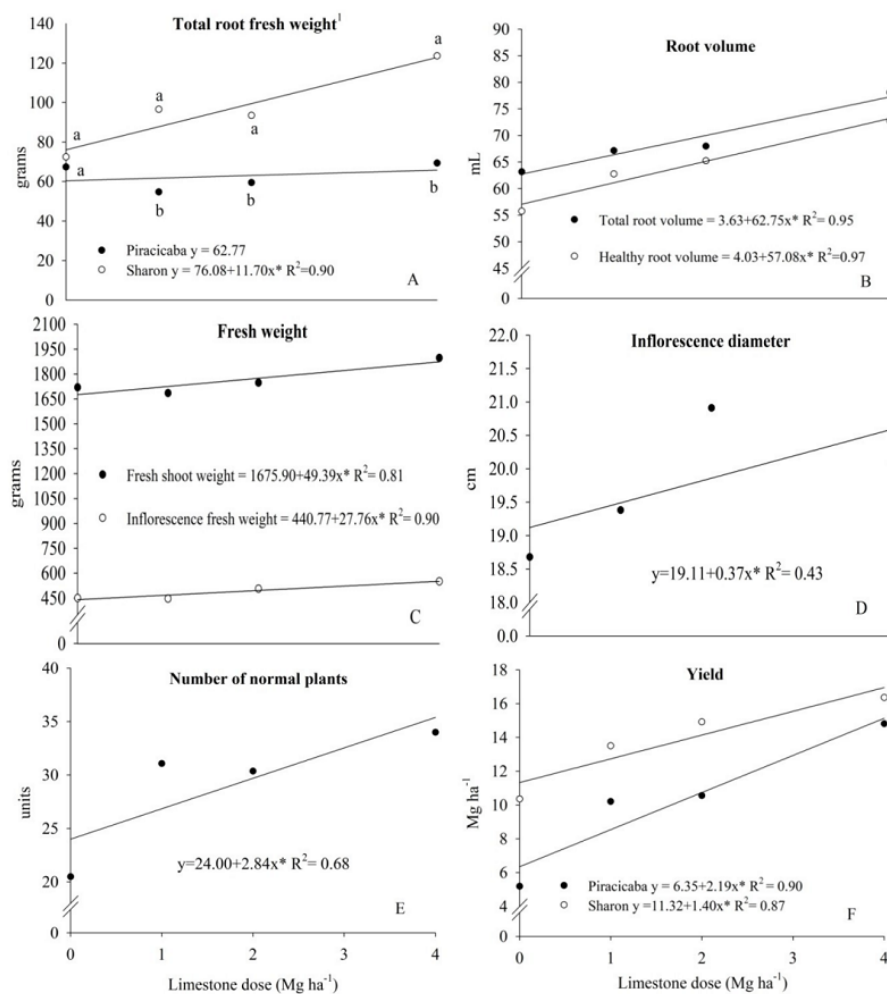 Total root fresh weight¹
140
120
100
80
60
40
20
0
grams
a
a
a
a
a
b
b
b
Piracicaba y = 62.77
Sharon y = 76.08+11.70x* R²=0.90
A
Root volume
90
85
80
75
70
65
60
55
50
45
0
mL
Total root volume = 3.63+62.75x* R²= 0.95
Healthy root volume = 4.03+57.08x* R²=0.97
B
Fresh weight
2100
1950
1800
1650
1500
1350
1200
1050
900
750
600
450
0
grams
Fresh shoot weight = 1675.90+49.39x* R²= 0.81
Inflorescence fresh weight = 440.77+27.76x* R²= 0.90
C
Inflorescence diameter
22.0
21.5
21.0
20.5
20.0
19.5
19.0
18.5
18.0
0.0
cm
y=19.11+0.37x* R²= 0.43
D
Number of normal plants
40
35
30
25
20
0
units
y=24.00+2.84x* R²= 0.68
E
0 1 2 3 4
Limestone dose (Mg ha⁻¹)
Yield
18
16
14
12
10
8
6
4
0
Mg ha⁻¹
Piracicaba y = 6.35+2.19x* R² = 0.90
Sharon y =11.32+1.40x* R²= 0.87
F
0 1 2 3 4
Limestone dose (Mg ha⁻¹)